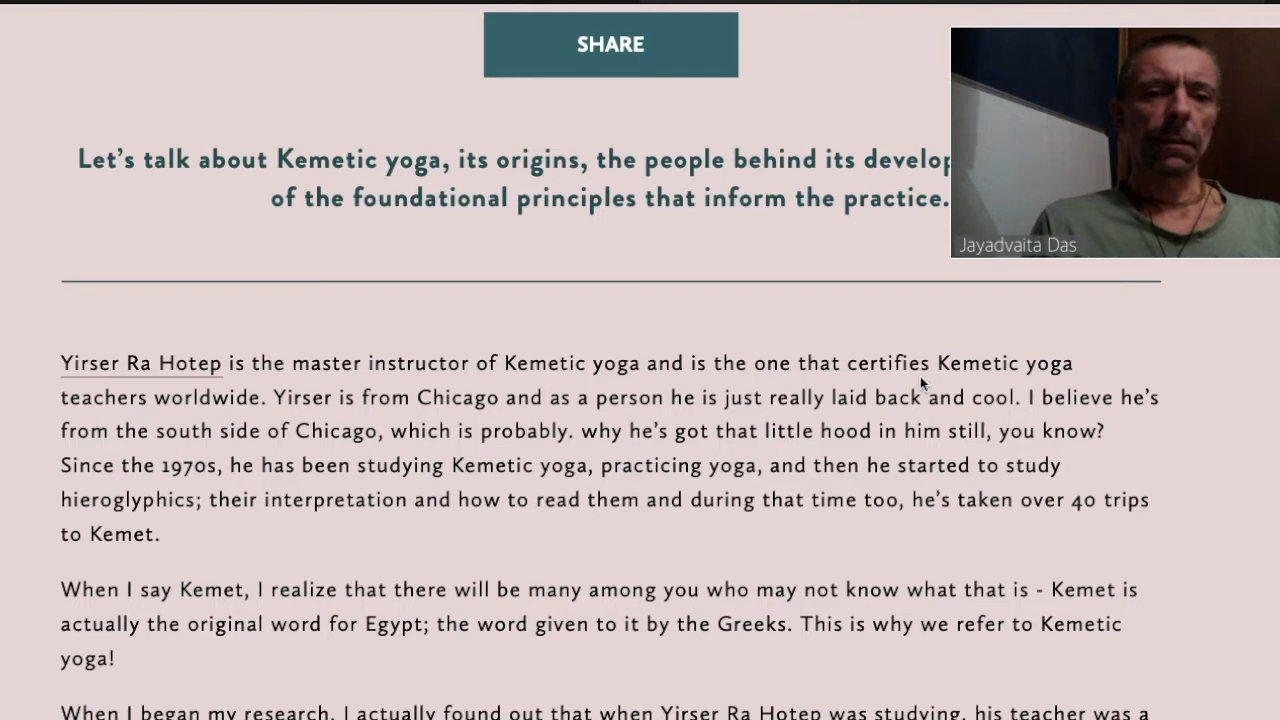 SHARE
Let’s talk about Kemetic yoga, its origins, the people behind its
of the foundational principles that inform the practice.
Jayadvaita Das
Yirser Ra Hotep is the master instructor of Kemetic yoga and is the one that certifies Kemetic yoga
teachers worldwide. Yirser is from Chicago and as a person he is just really laid back and cool. I believe he’s
from the south side of Chicago, which is probably. why he’s got that little hood in him still, you know?
Since the 1970s, he has been studying Kemetic yoga, practicing yoga, and then he started to study
hieroglyphics; their interpretation and how to read them and during that time too, he’s taken over 40 trips
to Kemet.
When I say Kemet, I realize that there will be many among you who may not know what that is - Kemet is
actually the original word for Egypt; the word given to it by the Greeks. This is why we refer to Kemetic
yoga!
When I began my research, I actually found out that when Yirser Ra Hotep was studying, his teacher was a